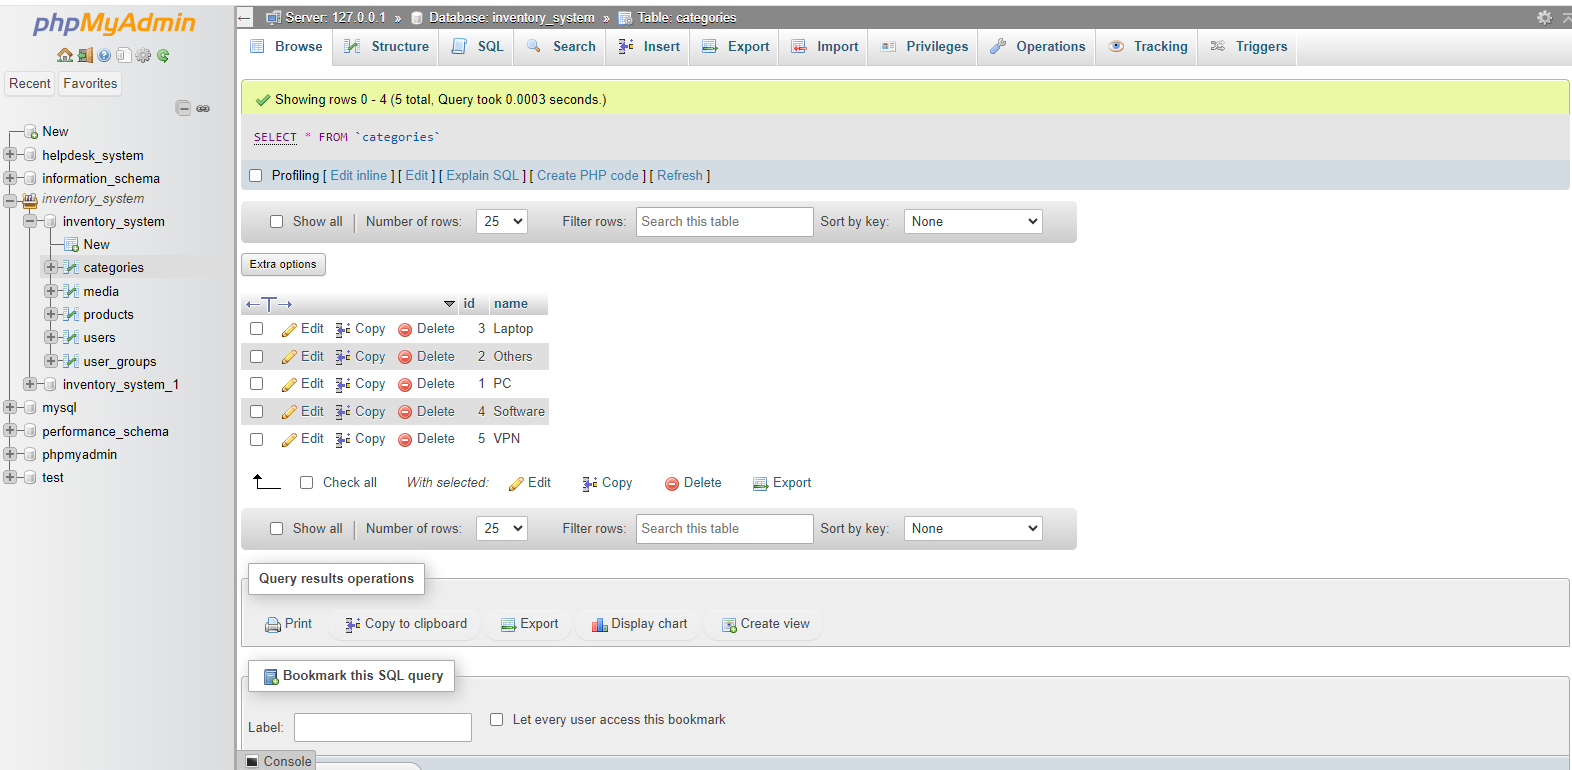 phpMyAdmin
Recent Favorites
New
helpdesk_system
information_schema
inventory_system
inventory_system
New
categories
media
products
users
user_groups
inventory_system_1
mysql
performance_schema
phpmyadmin
test
Server: 127.0.0.1 » Database: inventory_system » Table: categories
Browse Structure SQL Search Insert Export Import Privileges Operations Tracking Triggers
Showing rows 0 - 4 (5 total, Query took 0.0003 seconds.)
SELECT * FROM `categories`
Profiling [ Edit inline ] [ Edit ] [ Explain SQL ] [ Create PHP code ] [ Refresh ]
Show all Number of rows: 25 Filter rows: Search this table Sort by key: None
Extra options
id name
Edit Copy Delete 3 Laptop
Edit Copy Delete 2 Others
Edit Copy Delete 1 PC
Edit Copy Delete 4 Software
Edit Copy Delete 5 VPN
Check all With selected: Edit Copy Delete Export
Show all Number of rows: 25 Filter rows: Search this table Sort by key: None
Query results operations
Print Copy to clipboard Export Display chart Create view
Bookmark this SQL query
Label: Let every user access this bookmark
Console